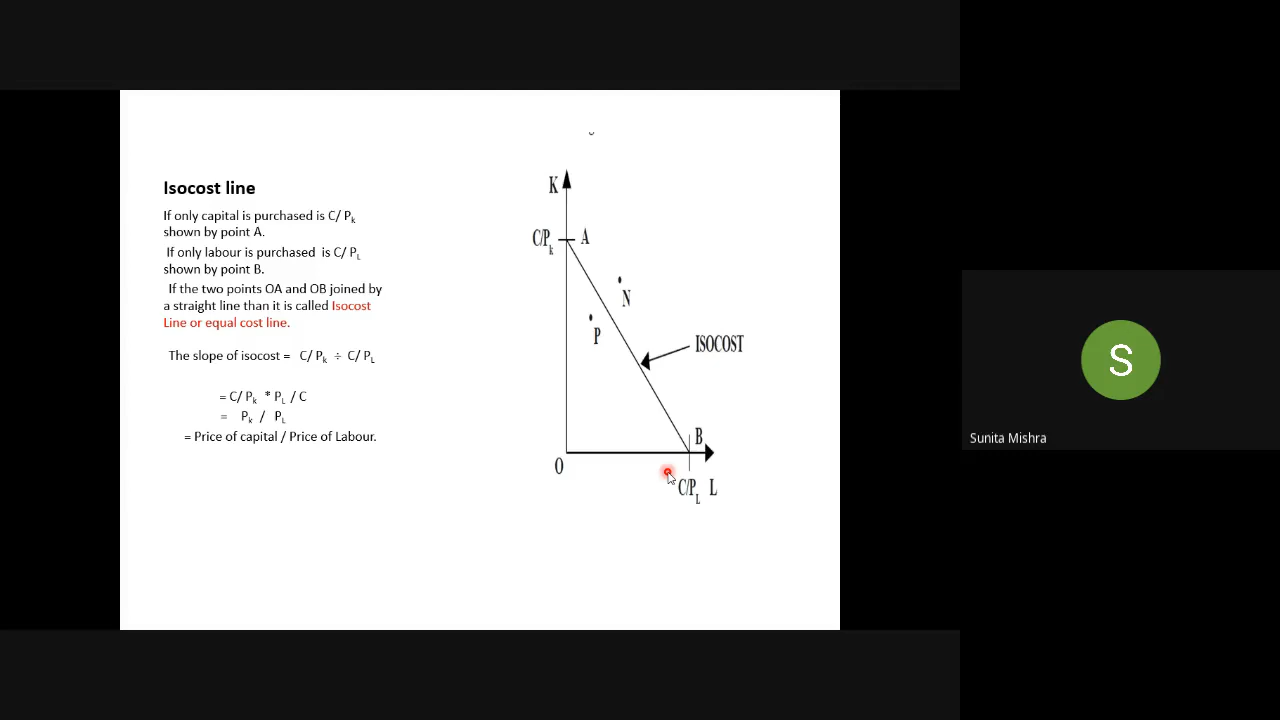 Isocost line
If only capital is purchased is C/ Pk
shown by point A.
If only labour is purchased is C/ PL
shown by point B.
If the two points OA and OB joined by
a straight line than it is called Isocost
Line or equal cost line.
The slope of isocost = C/ Pk ÷ C/ PL
= C/ Pk * PL / C
= Pk / PL
= Price of capital / Price of Labour.
K
C/Pk A
N
P
ISOCOST
B
O
C/PL L
S
Sunita Mishra